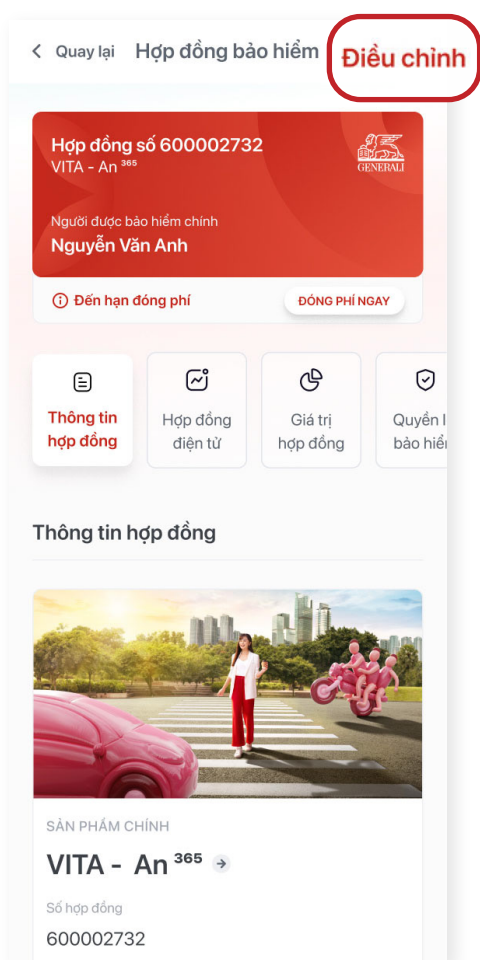 Quay lại
Hợp đồng bảo hiểm
Điều chỉnh
Hợp đồng số 600002732
VITA - An 365
GENERALI
Người được bảo hiểm chính
Nguyễn Văn Anh
Đến hạn đóng phí
ĐÓNG PHÍ NGAY
Thông tin
hợp đồng
Hợp đồng
điện tử
Giá trị
hợp đồng
Quyền l
bảo hiể
Thông tin hợp đồng
SẢN PHẨM CHÍNH
VITA - An 365
Số hợp đồng
600002732